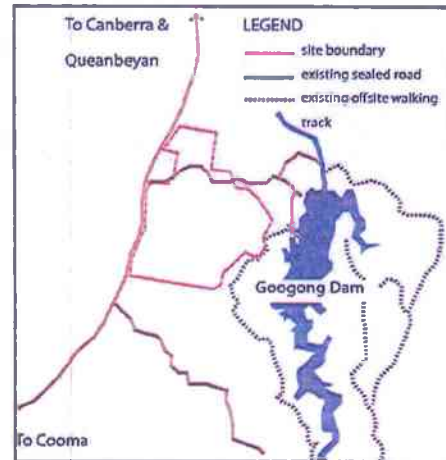 To Canberra &
Queanbeyan
LEGEND
site boundary
existing sealed road
existing offsite walking
track
Googong Dam
To Cooma